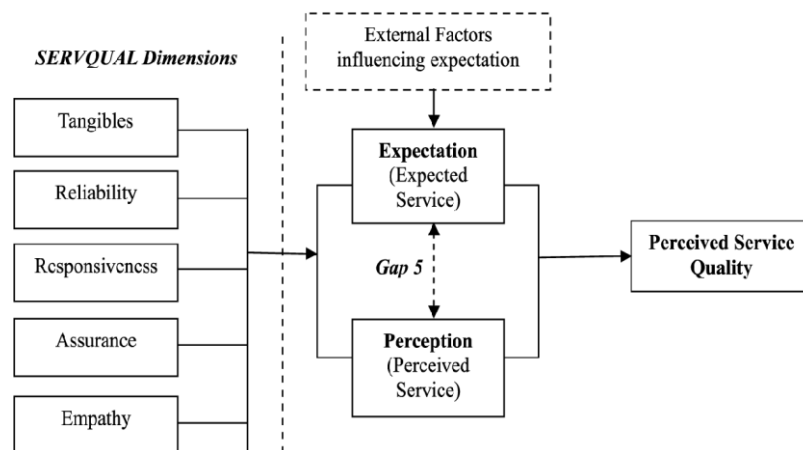 SERVQUAL Dimensions
Tangibles
Reliability
Responsiveness
Assurance
Empathy
External Factors
influencing expectation
Expectation
(Expected
Service)
Gap 5
Perception
(Perceived
Service)
Perceived Service
Quality